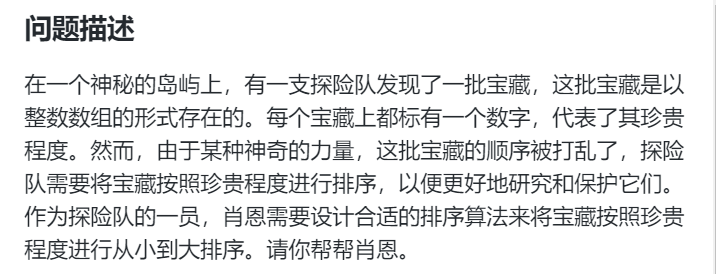 问题描述
在一个神秘的岛屿上，有一支探险队发现了一批宝藏，这批宝藏是以
整数数组的形式存在的。每个宝藏上都标有一个数字，代表了其珍贵
程度。然而，由于某种神奇的力量，这批宝藏的顺序被打乱了，探险
队需要将宝藏按照珍贵程度进行排序，以便更好地研究和保护它们。
作为探险队的一员，肖恩需要设计合适的排序算法来将宝藏按照珍贵
程度进行从小到大排序。请你帮帮肖恩。